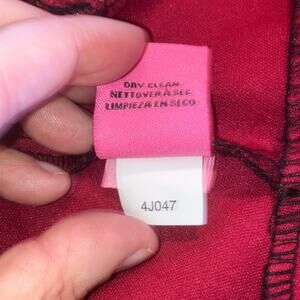 DRY CLEAN
NETTOYER À SEC
LIMPIEZA EN SECO
4J047